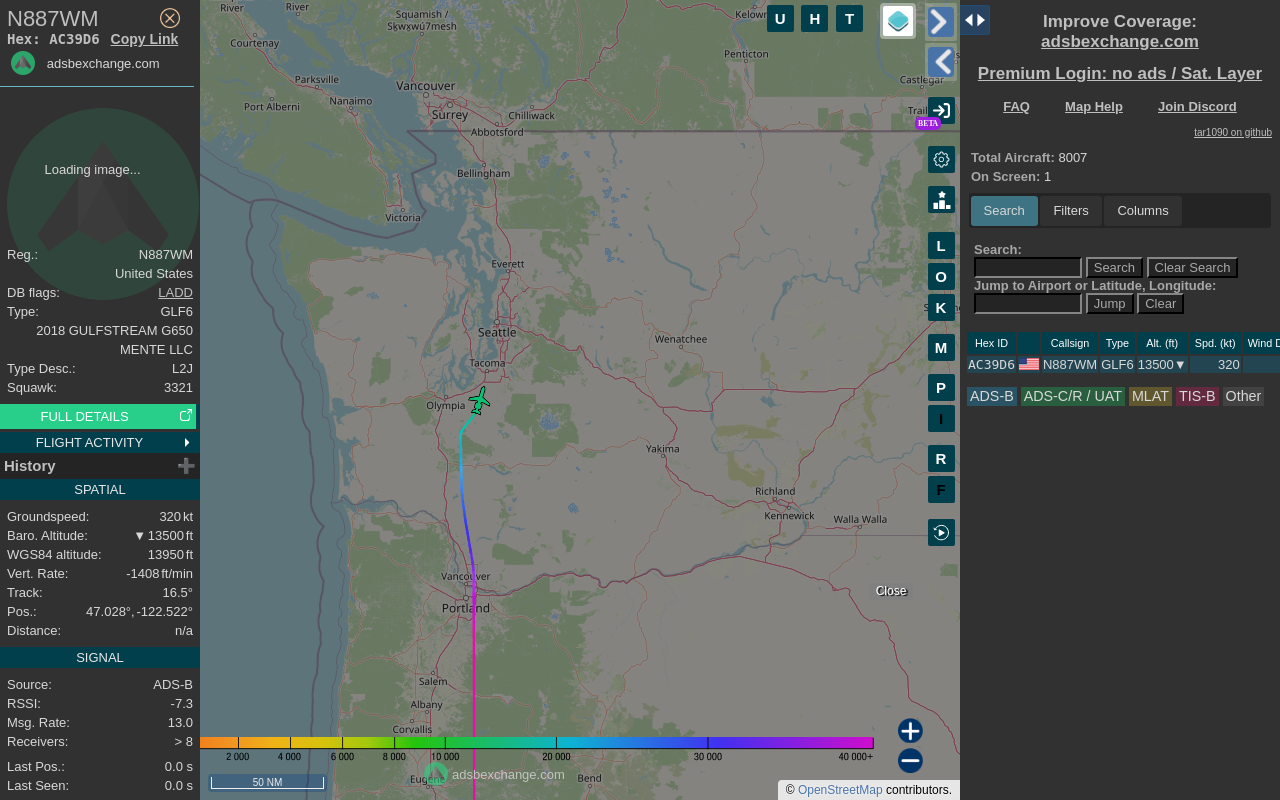 N887WM
Hex: AC39D6 Copy Link
adsbexchange.com
Loading image...
Reg.: N887WM
United States
DB flags: LADD
Type: GLF6
2018 GULFSTREAM G650
MENTE LLC
Type Desc.: L2J
Squawk: 3321
FULL DETAILS
FLIGHT ACTIVITY
History
SPATIAL
Groundspeed: 320 kt
Baro. Altitude: ▼ 13500 ft
WGS84 altitude: 13950 ft
Vert. Rate: -1408 ft/min
Track: 16.5°
Pos.: 47.028°, -122.522°
Distance: n/a
SIGNAL
Source: ADS-B
RSSI: -7.3
Msg. Rate: 13.0
Receivers: > 8
Last Pos.: 0.0 s
Last Seen: 0.0 s
River
River
Squamish /
Sḵwx̱wú7mesh
Courtenay
Parksville
Nanaimo
Port Alberni
Vancouver
Surrey
Chilliwack
Abbotsford
Penticton
Castlegar
Bellingham
Victoria
Everett
Seattle
Wenatchee
Tacoma
Olympia
Yakima
Richland
Kennewick
Walla Walla
Vancouver
Portland
Salem
Albany
Corvallis
Bend
U H T
BETA
L
O
K
M
P
I
R
F
Close
2 000 4 000 6 000 8 000 10 000 20 000 30 000 40 000+
adsbexchange.com
50 NM
© OpenStreetMap contributors.
Improve Coverage:
adsbexchange.com
Premium Login: no ads / Sat. Layer
FAQ Map Help Join Discord
tar1090 on github
Total Aircraft: 8007
On Screen: 1
Search Filters Columns
Search:
Search Clear Search
Jump to Airport or Latitude, Longitude:
Jump Clear
Hex ID Callsign Type Alt. (ft) Spd. (kt) Wind D
AC39D6 N887WM GLF6 13500▼ 320
ADS-B ADS-C/R / UAT MLAT TIS-B Other